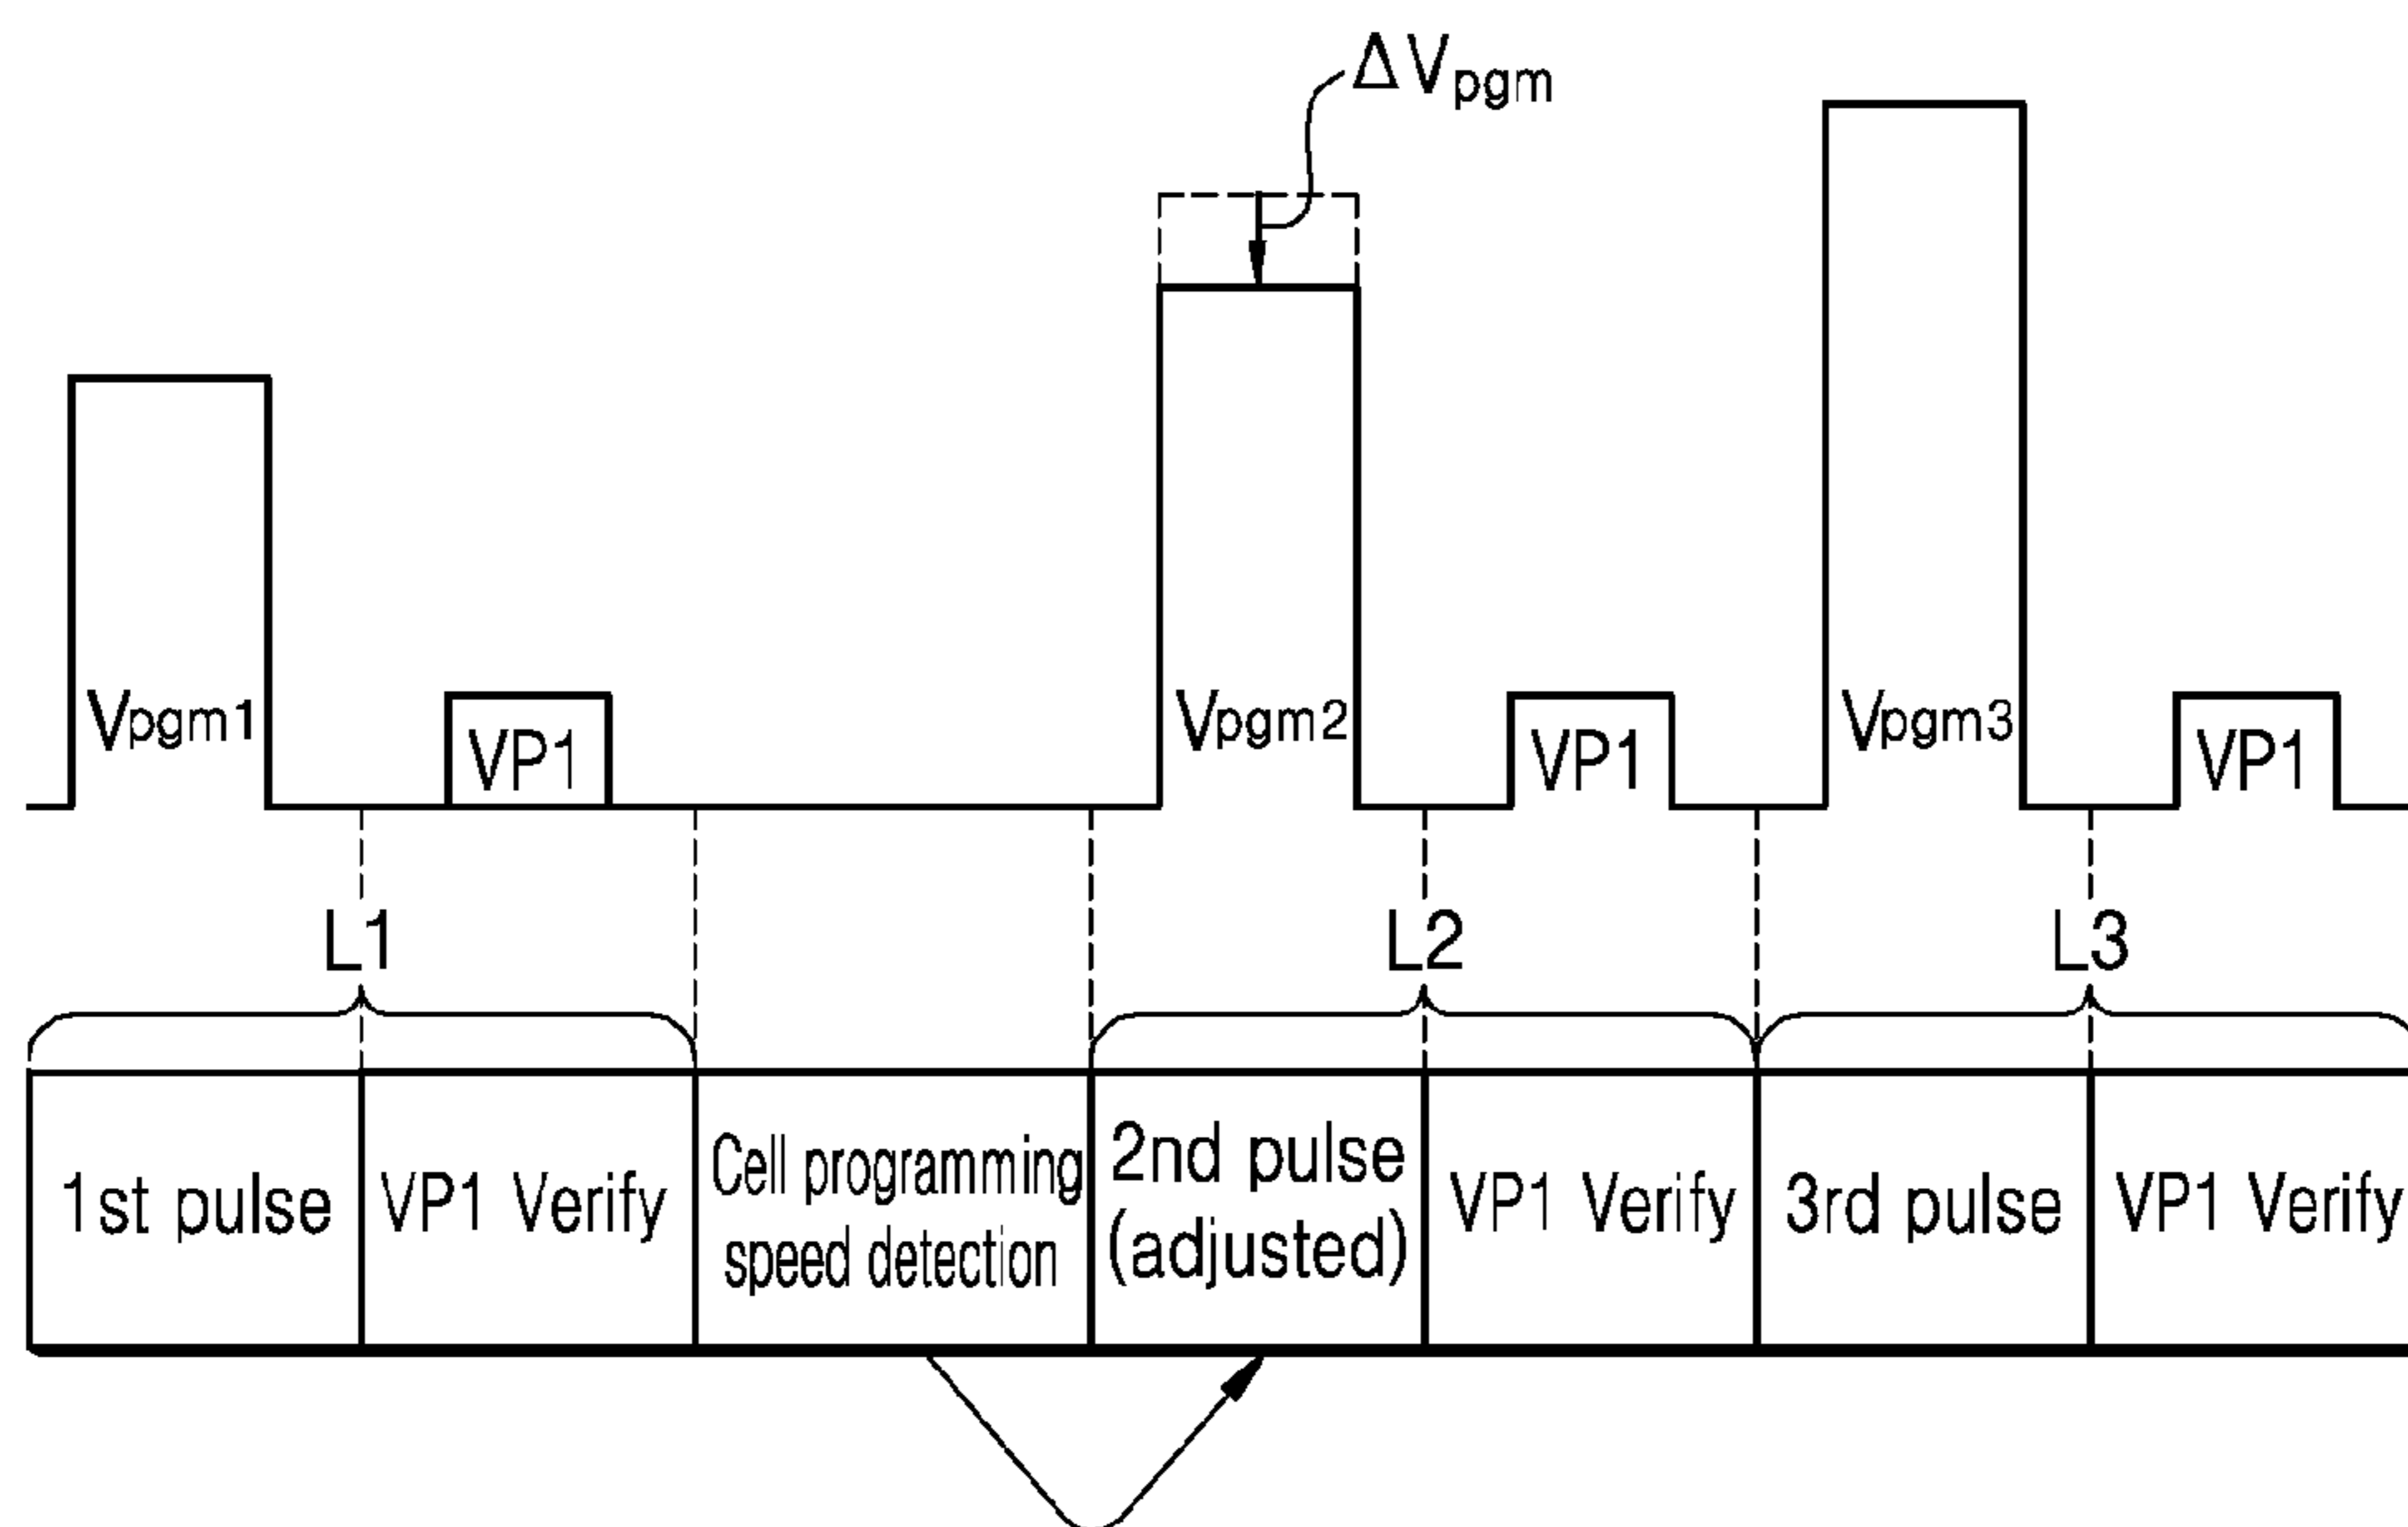 ΔVpgm
Vpgm1
VP1
Vpgm2
VP1
Vpgm3
VP1
L1
L2
L3
1st pulse
VP1 Verify
Cell programming
speed detection
2nd pulse
(adjusted)
VP1 Verify
3rd pulse
VP1 Verify